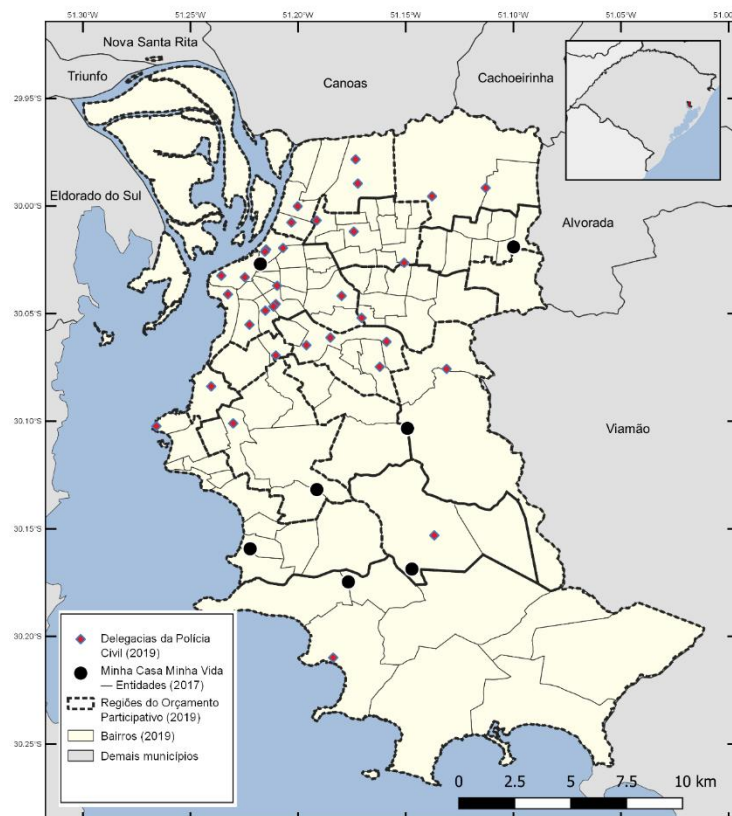 51.30°W 51.25°W 51.20°W 51.15°W 51.10°W 51.05°W 51.00°W
Nova Santa Rita
Triunfo
Canoas
Cachoeirinha
29.95°S
Eldorado do Sul
30.00°S
Alvorada
30.05°S
30.10°S
Viamão
30.15°S
30.20°S
30.25°S
Delegacias da Polícia
Civil (2019)
Minha Casa Minha Vida
— Entidades (2017)
Regiões do Orçamento
Participativo (2019)
Bairros (2019)
Demais municípios
0 2.5 5 7.5 10 km